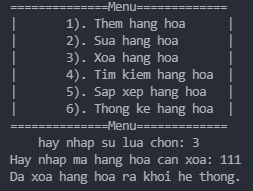 ==============Menu=============
|       1). Them hang hoa      |
|       2). Sua hang hoa       |
|       3). Xoa hang hoa       |
|       4). Tim kiem hang hoa  |
|       5). Sap xep hang hoa   |
|       6). Thong ke hang hoa  |
==============Menu=============
    hay nhap su lua chon: 3
Hay nhap ma hang hoa can xoa: 111
Da xoa hang hoa ra khoi he thong.